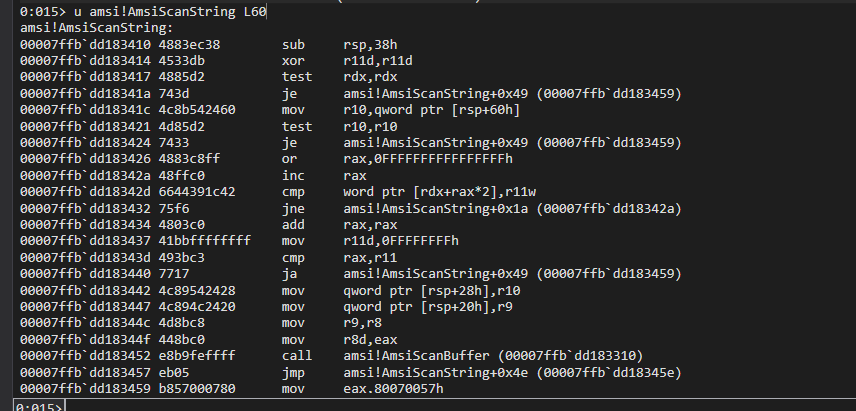 0:015> u amsi!AmsiScanString L60
amsi!AmsiScanString:
00007ffb`dd183410 4883ec38 sub rsp,38h
00007ffb`dd183414 4533db xor r11d,r11d
00007ffb`dd183417 4885d2 test rdx,rdx
00007ffb`dd18341a 743d je amsi!AmsiScanString+0x49 (00007ffb`dd183459)
00007ffb`dd18341c 4c8b542460 mov r10,qword ptr [rsp+60h]
00007ffb`dd183421 4d85d2 test r10,r10
00007ffb`dd183424 7433 je amsi!AmsiScanString+0x49 (00007ffb`dd183459)
00007ffb`dd183426 4883c8ff or rax,0FFFFFFFFFFFFFFFFh
00007ffb`dd18342a 48ffc0 inc rax
00007ffb`dd18342d 6644391c42 cmp word ptr [rdx+rax*2],r11w
00007ffb`dd183432 75f6 jne amsi!AmsiScanString+0x1a (00007ffb`dd18342a)
00007ffb`dd183434 4803c0 add rax,rax
00007ffb`dd183437 41bbffffffff mov r11d,0FFFFFFFFh
00007ffb`dd18343d 493bc3 cmp rax,r11
00007ffb`dd183440 7717 ja amsi!AmsiScanString+0x49 (00007ffb`dd183459)
00007ffb`dd183442 4c89542428 mov qword ptr [rsp+28h],r10
00007ffb`dd183447 4c894c2420 mov qword ptr [rsp+20h],r9
00007ffb`dd18344c 4d8bc8 mov r9,r8
00007ffb`dd18344f 448bc0 mov r8d,eax
00007ffb`dd183452 e8b9feffff call amsi!AmsiScanBuffer (00007ffb`dd183310)
00007ffb`dd183457 eb05 jmp amsi!AmsiScanString+0x4e (00007ffb`dd18345e)
00007ffb`dd183459 b857000780 mov eax,80070057h
0:015>